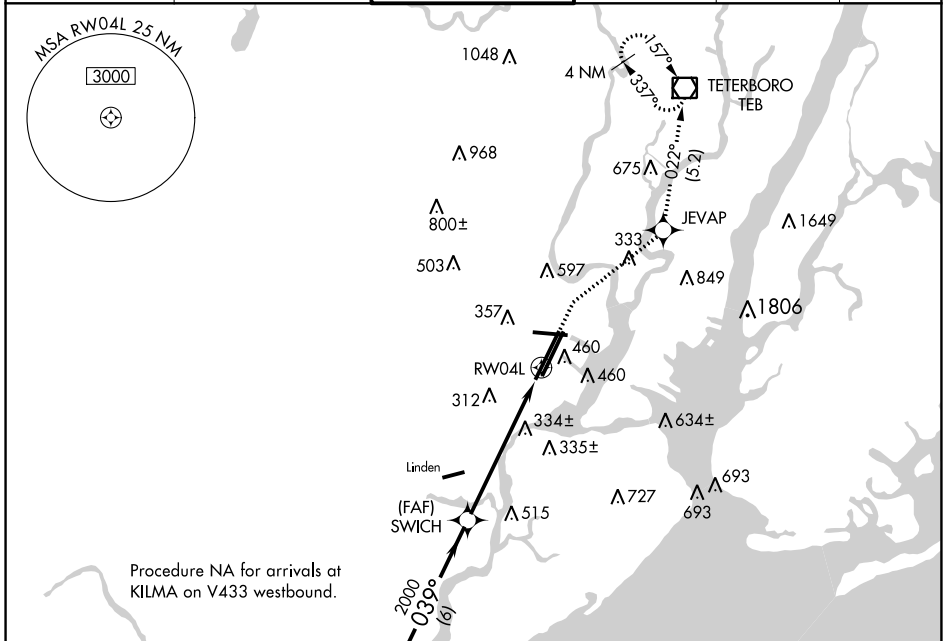 MSA RW04L 25 NM
3000
1048
4 NM
157°
337°
TETERBORO
TEB
968
675
022°
(5.2)
800±
JEVAP
1649
333
503
597
849
357
1806
460
RW04L
460
312
334±
634±
335±
Linden
693
727
693
(FAF)
SWICH
515
Procedure NA for arrivals at
KILMA on V433 westbound.
2000
039°
(6)